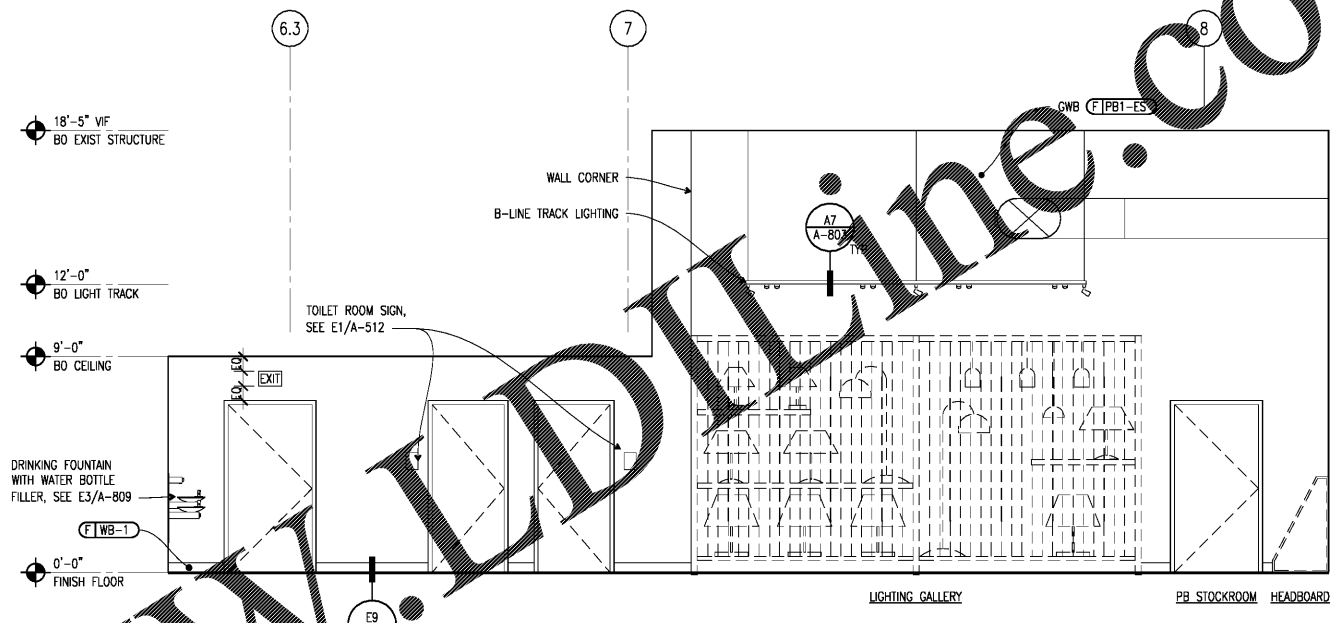 6.3
7
8
18'-5" VIF
BO EXIST STRUCTURE
GWB F PB1-ES
WALL CORNER
B-LINE TRACK LIGHTING
A7
A-803
TYP
12'-0"
BO LIGHT TRACK
TOILET ROOM SIGN,
SEE E1/A-512
9'-0"
BO CEILING
EQ
EQ
EXIT
DRINKING FOUNTAIN
WITH WATER BOTTLE
FILLER, SEE E3/A-809
F WB-1
0'-0"
FINISH FLOOR
E9
LIGHTING GALLERY
PB STOCKROOM
HEADBOARD
W.LDILine.co